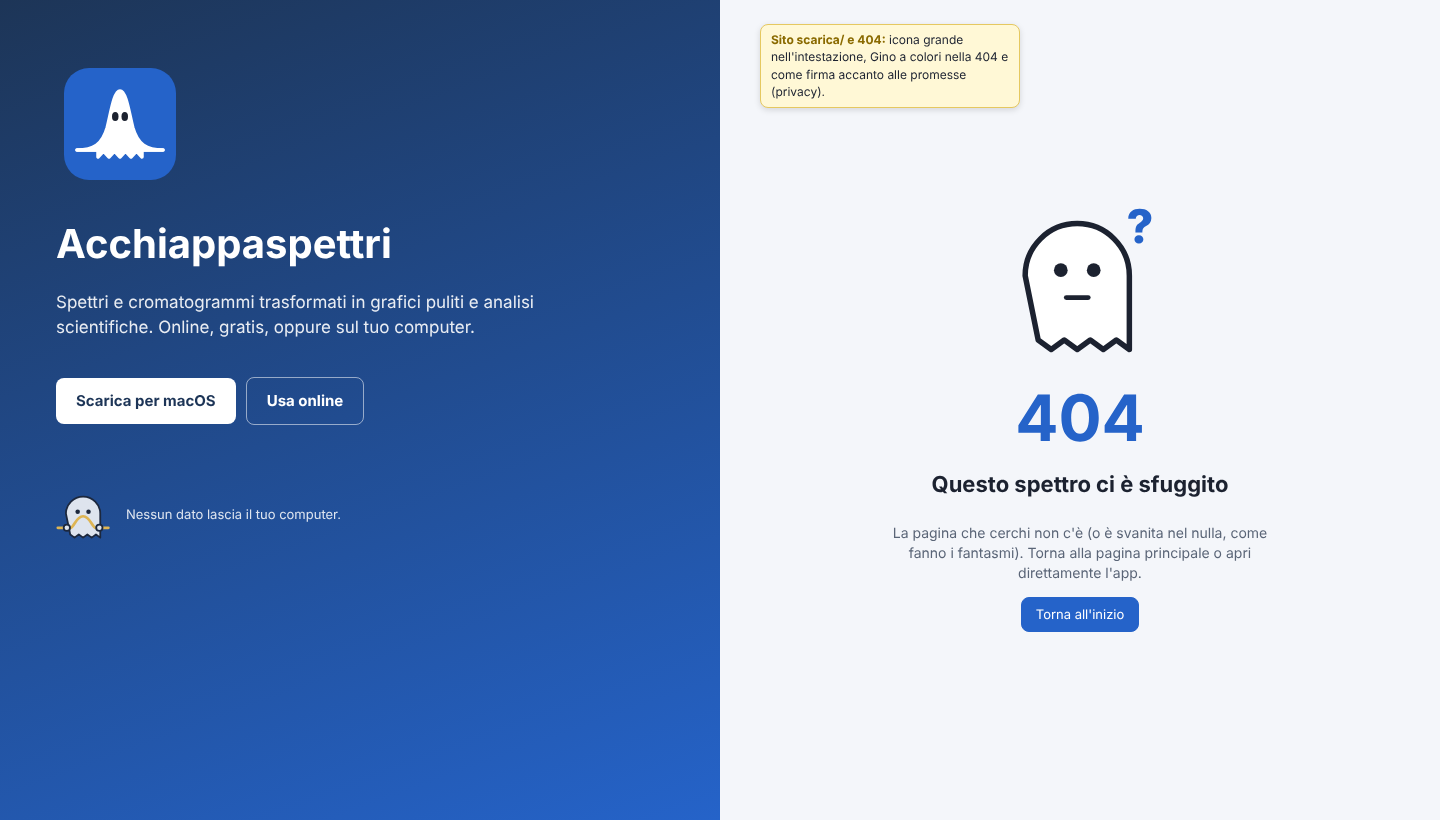 Acchiappaspettri
Spettri e cromatogrammi trasformati in grafici puliti e analisi
scientifiche. Online, gratis, oppure sul tuo computer.
Scarica per macOS
Usa online
Nessun dato lascia il tuo computer.
Sito scarica/ e 404: icona grande
nell'intestazione, Gino a colori nella 404 e
come firma accanto alle promesse
(privacy).
?
404
Questo spettro ci è sfuggito
La pagina che cerchi non c'è (o è svanita nel nulla, come
fanno i fantasmi). Torna alla pagina principale o apri
direttamente l'app.
Torna all'inizio